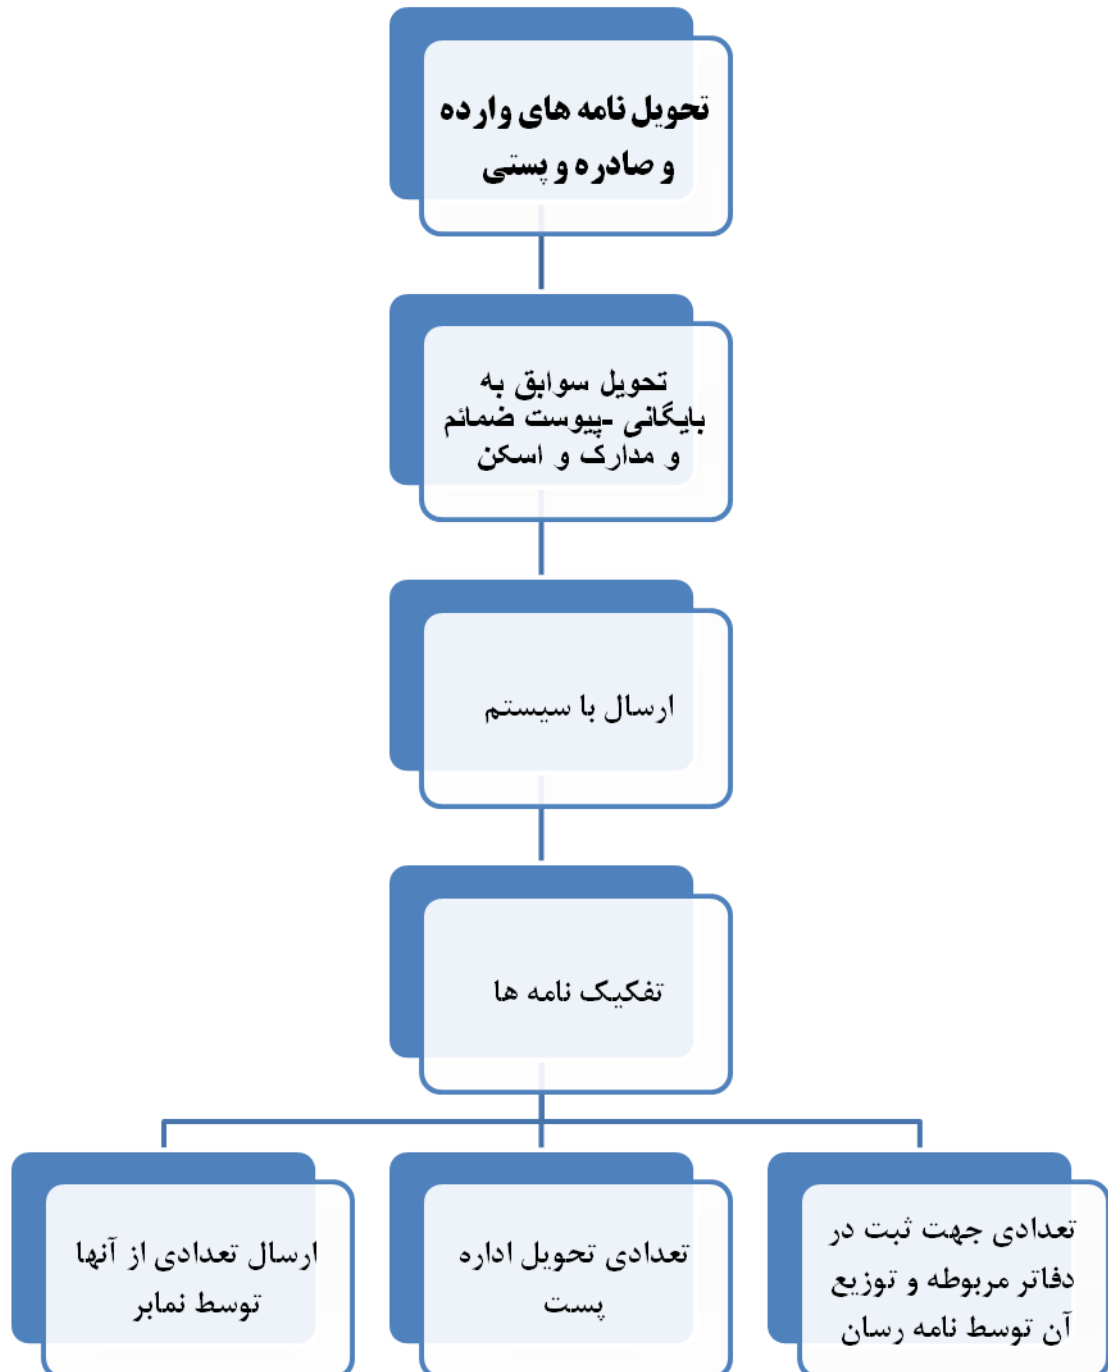 تحویل نامه های وارده
و صادره و پستی
تحویل سوابق به
بایگانی -پیوست ضمائم
و مدارک و اسکن
ارسال با سیستم
تفکیک نامه ها
تعدادی جهت ثبت در
دفاتر مربوطه و توزیع
آن توسط نامه رسان
تعدادی تحویل اداره
پست
ارسال تعدادی از آنها
توسط نمابر